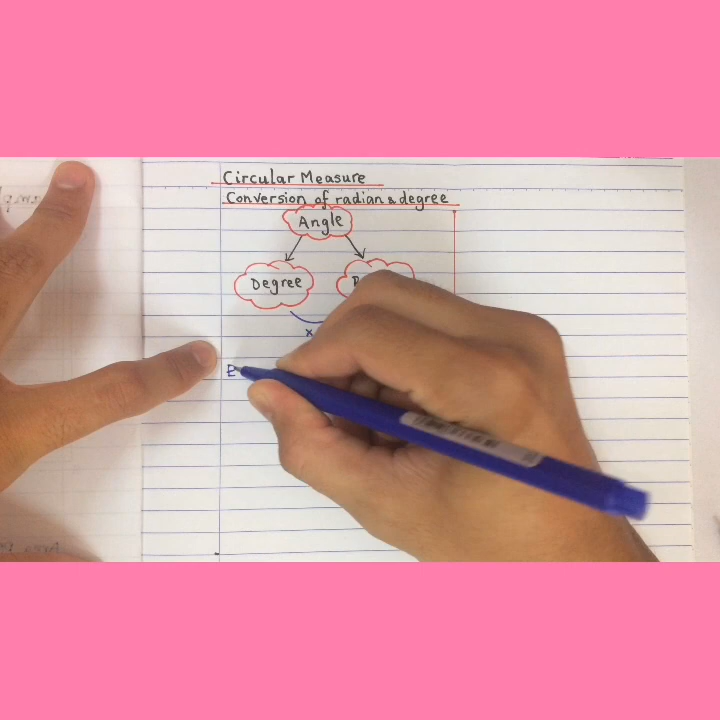 Circular Measure
Conversion of radian & degree
Angle
Degree
x
E